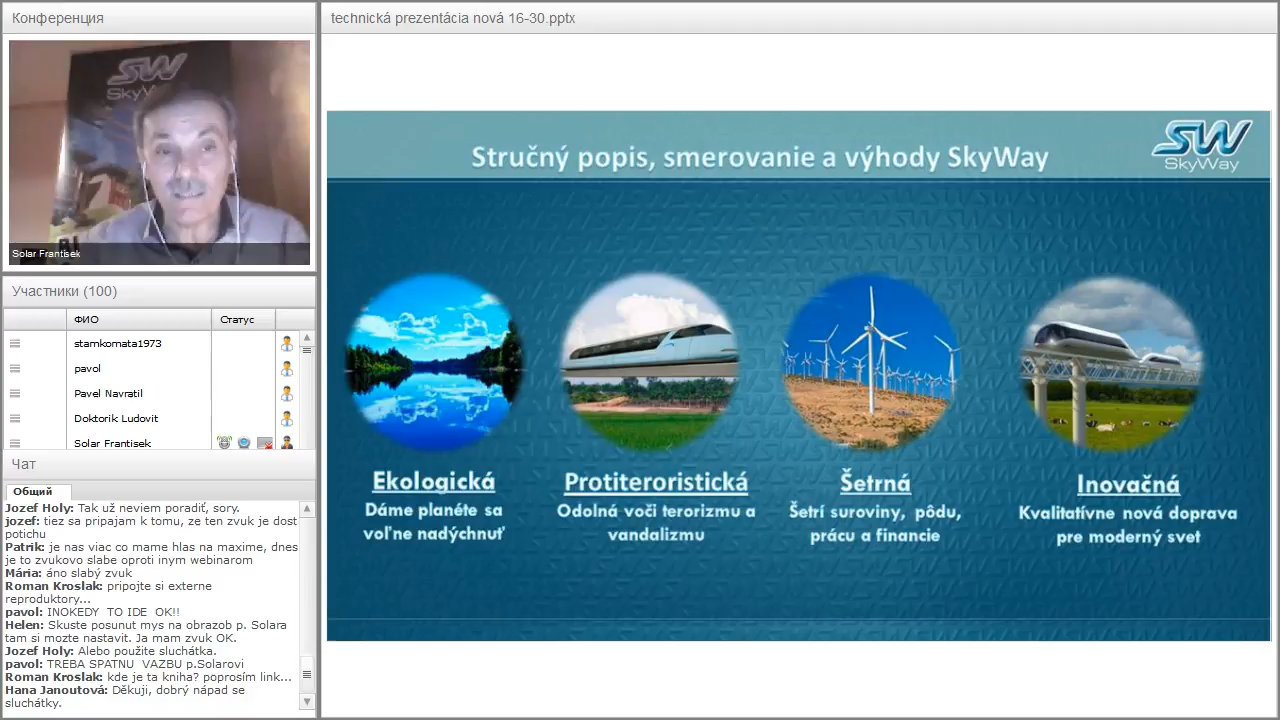 Конференция
SW
SkyW
Solar Frantisek
Участники (100)
ФИО
Статус
stamkomata1973
pavol
Pavel Navratil
Doktorik Ludovit
Solar Frantisek
Чат
Общий
Jozef Holy: Tak už neviem poradiť, sory.
jozef: tiez sa pripajam k tomu, ze ten zvuk je dost
potichu
Patrik: je nas viac co mame hlas na maxime, dnes
je to zvukovo slabe oproti inym webinarom
Mária: áno slabý zvuk
Roman Kroslak: pripojte si externe
reproduktory...
pavol: INOKEDY TO IDE OK!!
Helen: Skuste posunut mys na obrazob p. Solara
tam si mozte nastavit. Ja mam zvuk OK.
Jozef Holy: Alebo použite sluchátka.
pavol: TREBA SPATNU VAZBU p.Solarovi
Roman Kroslak: kde je ta kniha? poprosím link...
Hana Janoutová: Děkuji, dobrý nápad se
sluchátky.
technická prezentácia nová 16-30.pptx
Stručný popis, smerovanie a výhody SkyWay
SW
SkyWay
Ekologická
Dáme planéte sa
voľne nadýchnuť
Protiteroristická
Odolná voči terorizmu a
vandalizmu
Šetrná
Šetrí suroviny, pôdu,
prácu a financie
Inovačná
Kvalitatívne nová doprava
pre moderný svet